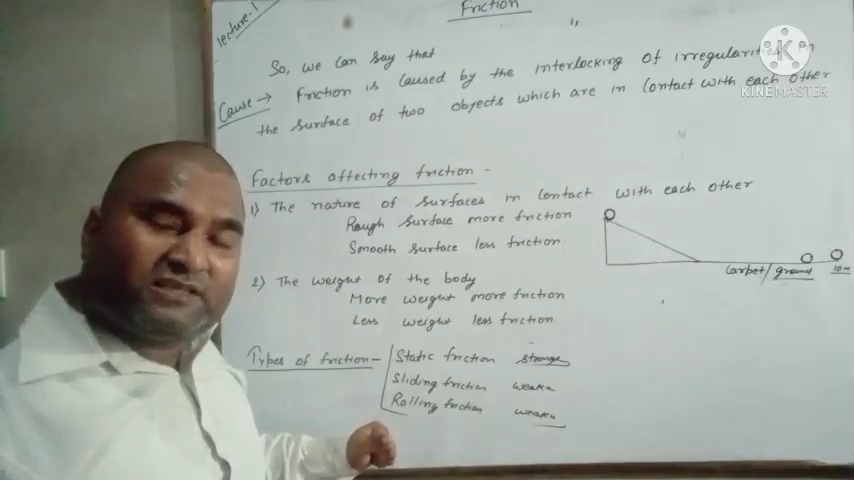 Lecture-1
Friction
So, we can say that
Cause → Friction is caused by the interlocking of irregularities in
the surface of two objects which are in contact with each other
KINEMASTER
Factors affecting friction -
1) The nature of surfaces in contact with each other
Rough surface more friction
Smooth surface less friction
carpet/ ground
10m
2) The weight of the body
More weight more friction
Less weight less friction
Types of friction -
Static friction
Sliding friction
Rolling friction